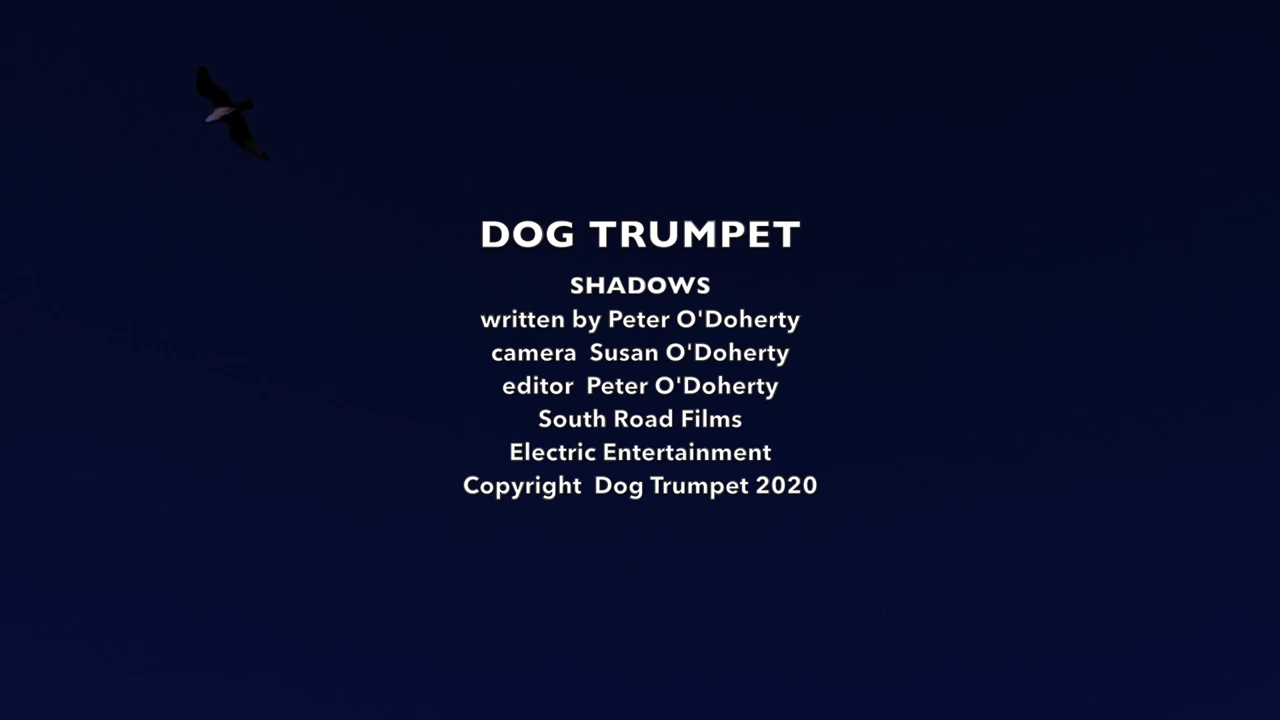 DOG TRUMPET
SHADOWS
written by Peter O'Doherty
camera  Susan O'Doherty
editor  Peter O'Doherty
South Road Films
Electric Entertainment
Copyright  Dog Trumpet 2020